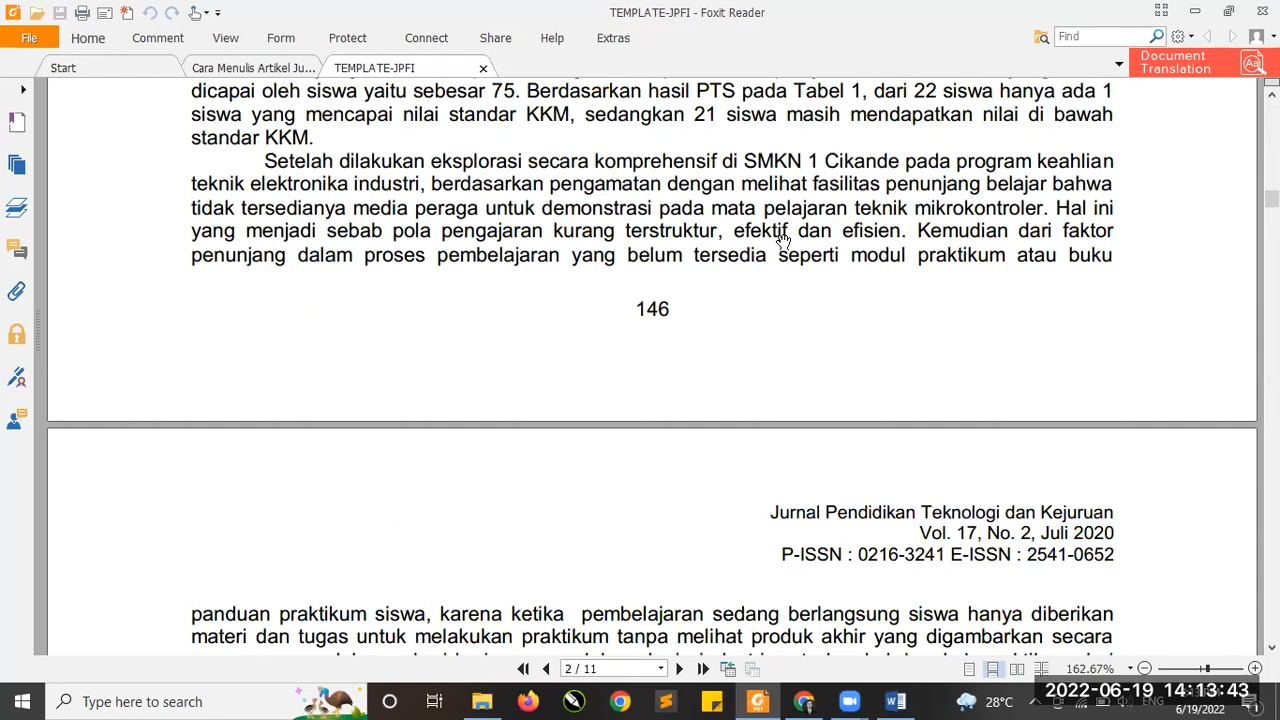 TEMPLATE-JPFI - Foxit Reader
File Home Comment View Form Protect Connect Share Help Extras Find
Start Cara Menulis Artikel Ju... TEMPLATE-JPFI
Document Translation
dicapai oleh siswa yaitu sebesar 75. Berdasarkan hasil PTS pada Tabel 1, dari 22 siswa hanya ada 1
siswa yang mencapai nilai standar KKM, sedangkan 21 siswa masih mendapatkan nilai di bawah
standar KKM.
Setelah dilakukan eksplorasi secara komprehensif di SMKN 1 Cikande pada program keahlian
teknik elektronika industri, berdasarkan pengamatan dengan melihat fasilitas penunjang belajar bahwa
tidak tersedianya media peraga untuk demonstrasi pada mata pelajaran teknik mikrokontroler. Hal ini
yang menjadi sebab pola pengajaran kurang terstruktur, efektif dan efisien. Kemudian dari faktor
penunjang dalam proses pembelajaran yang belum tersedia seperti modul praktikum atau buku
146
Jurnal Pendidikan Teknologi dan Kejuruan
Vol. 17, No. 2, Juli 2020
P-ISSN : 0216-3241 E-ISSN : 2541-0652
panduan praktikum siswa, karena ketika pembelajaran sedang berlangsung siswa hanya diberikan
materi dan tugas untuk melakukan praktikum tanpa melihat produk akhir yang digambarkan secara
2 / 11 162.67%
Type here to search 28°C ENG
2022-06-19 14:13:43
6/19/2022